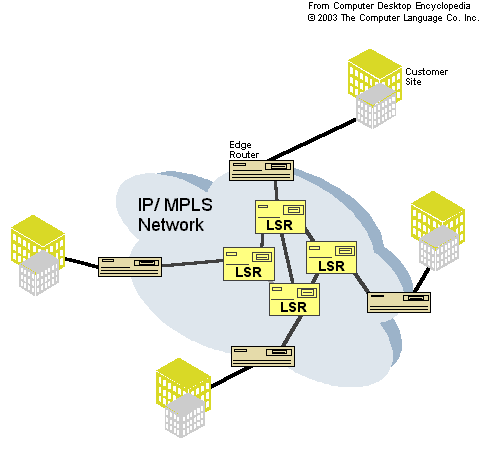 From Computer Desktop Encyclopedia
© 2003 The Computer Language Co. Inc.
Customer
Site
Edge
Router
IP/ MPLS
Network
LSR
LSR
LSR
LSR